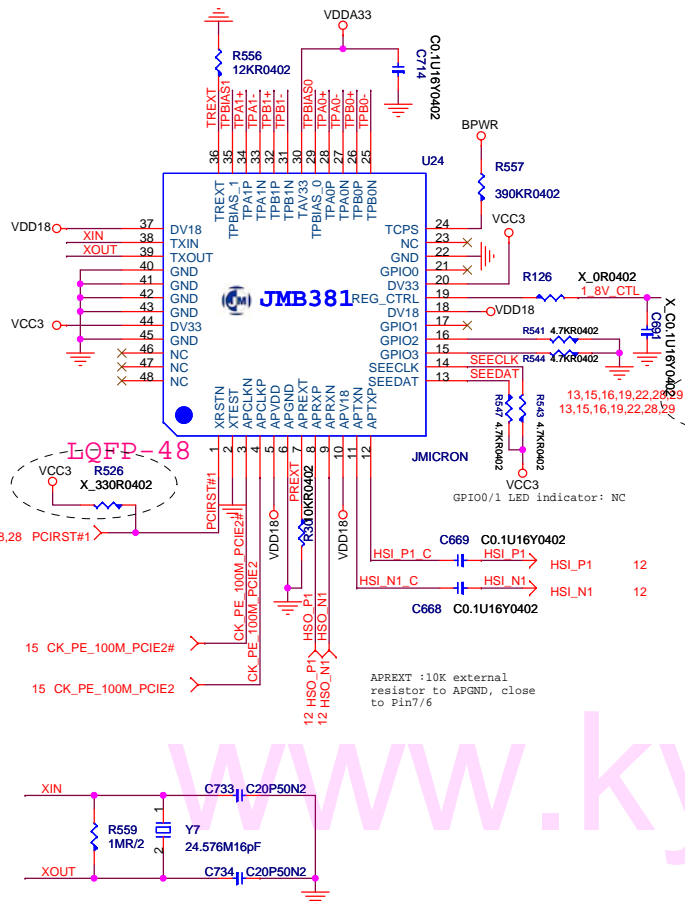 VDDA33
R556
12KR0402
C0.1U16Y0402
C714
TREXT
TPBIAS1
TPA1+
TPA1-
TPB1+
TPB1-
TPBIAS0
TPA0+
TPA0-
TPB0+
TPB0-
36
35
34
33
32
31
30
29
28
27
26
25
U24
BPWR
R557
390KR0402
TREXT
TPBIAS_1
TPA1P
TPA1N
TPB1P
TPB1N
TAV33
TPBIAS_0
TPA0P
TPA0N
TPB0P
TPB0N
VDD18 37 DV18
XIN 38 TXIN
XOUT 39 TXOUT
40 GND
41 GND
42 GND
43 GND
VCC3 44 DV33
45 GND
46 NC
47 NC
48 NC
JMB381
TCPS 24
NC 23
GND 22
GPIO0 21
DV33 20
REG_CTRL 19
DV18 18
GPIO1 17
GPIO2 16
GPIO3 15
SEECLK 14
SEEDAT 13
VCC3
R126 X_0R0402
1_8V_CTL
VDD18
X_C0.1U16Y0402
C691
R541 4.7KR0402
R544 4.7KR0402
SEECLK
SEEDAT
13,15,16,19,22,28,29
13,15,16,19,22,28,29
R547 4.7KR0402
R543 4.7KR0402
VCC3
XRSTN
XTEST
APCLKN
APCLKP
APVDD
APGND
APREXT
APRXP
APRXN
APV18
APTXN
APTXP
1
2
3
4
5
6
7
8
9
10
11
12
LQFP-48
JMICRON
GPIO0/1 LED indicator: NC
VCC3
R526
X_330R0402
8,28 PCIRST#1
PCIRST#1
CK_PE_100M_PCIE2#
CK_PE_100M_PCIE2
VDD18
PREXT
R30
10KR0402
HSO_P1
HSO_N1
VDD18
HSI_P1_C
C669 C0.1U16Y0402
HSI_P1
HSI_P1 12
HSI_N1_C
HSI_N1
HSI_N1 12
C668 C0.1U16Y0402
15 CK_PE_100M_PCIE2#
15 CK_PE_100M_PCIE2
12 HSO_P1
12 HSO_N1
APREXT :10K external
resistor to APGND, close
to Pin7/6
www.ky
XIN
C733 C20P50N2
R559
1MR/2
1
2
Y7
24.576M16pF
XOUT
C734 C20P50N2